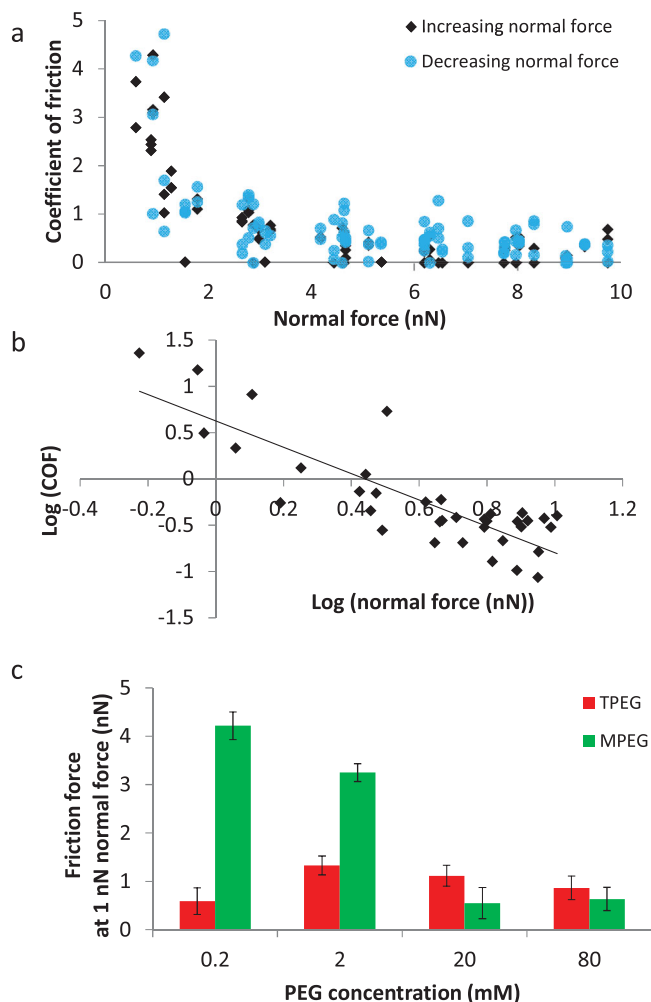 a
5
4
3
2
1
0
Coefficient of friction
Increasing normal force
Decreasing normal force
0 2 4 6 8 10
Normal force (nN)
b
1.5
1
0.5
0
-0.5
-1
-1.5
Log (COF)
-0.4 -0.2 0 0.2 0.4 0.6 0.8 1 1.2
Log (normal force (nN))
c
5
4
3
2
1
0
Friction force
at 1 nN normal force (nN)
TPEG
MPEG
0.2 2 20 80
PEG concentration (mM)